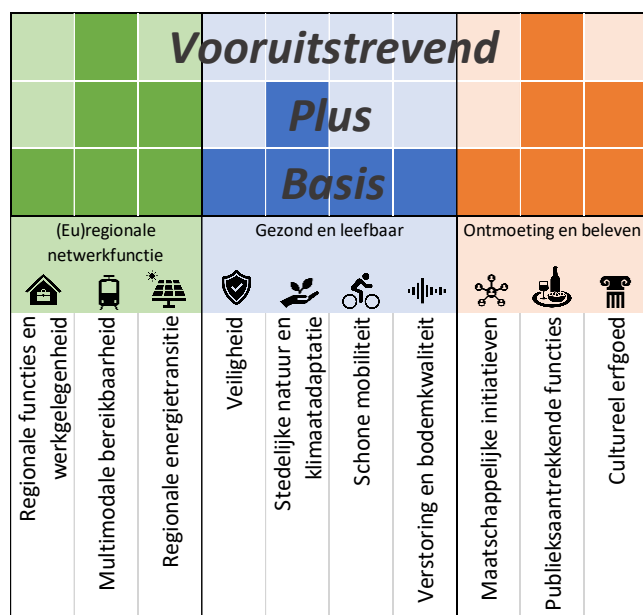 Vooruitstrevend
Plus
Basis
(Eu)regionale
netwerkfunctie
Gezond en leefbaar
Ontmoeting en beleven
Regionale functies en
werkgelegenheid
Multimodale bereikbaarheid
Regionale energietransitie
Veiligheid
Stedelijke natuur en
klimaatadaptatie
Schone mobiliteit
Verstoring en bodemkwaliteit
Maatschappelijke initiatieven
Publieksaantrekkende functies
Cultureel erfgoed